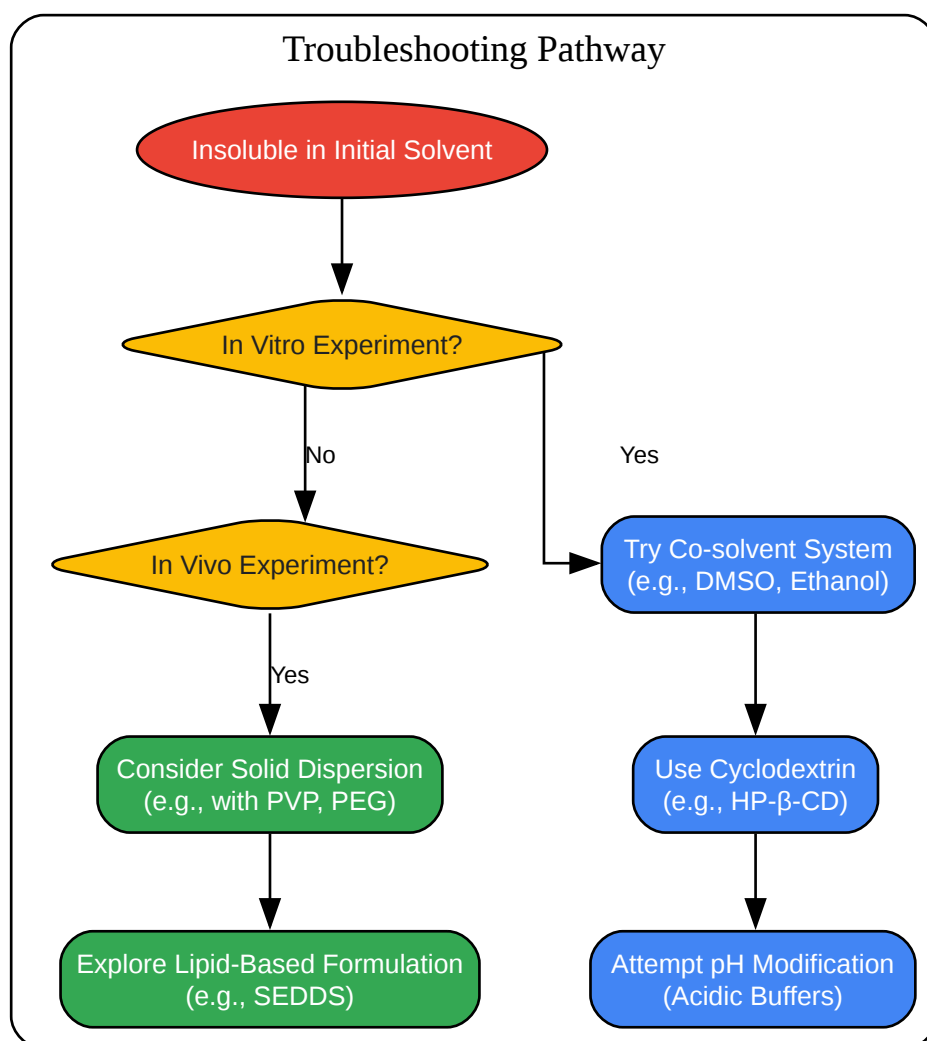 Troubleshooting Pathway
Insoluble in Initial Solvent
In Vitro Experiment?
No
Yes
In Vivo Experiment?
Try Co-solvent System
(e.g., DMSO, Ethanol)
Yes
Consider Solid Dispersion
(e.g., with PVP, PEG)
Use Cyclodextrin
(e.g., HP-β-CD)
Explore Lipid-Based Formulation
(e.g., SEDDS)
Attempt pH Modification
(Acidic Buffers)